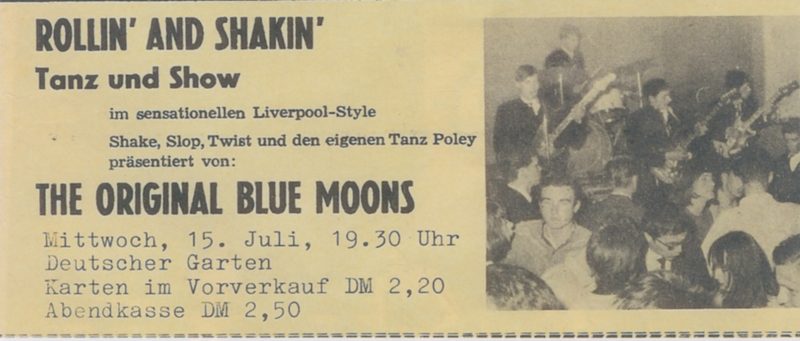 ROLLIN' AND SHAKIN'
Tanz und Show
im sensationellen Liverpool-Style
Shake, Slop, Twist und den eigenen Tanz Poley
präsentiert von:
THE ORIGINAL BLUE MOONS
Mittwoch, 15. Juli, 19.30 Uhr
Deutscher Garten
Karten im Vorverkauf DM 2,20
Abendkasse DM 2,50